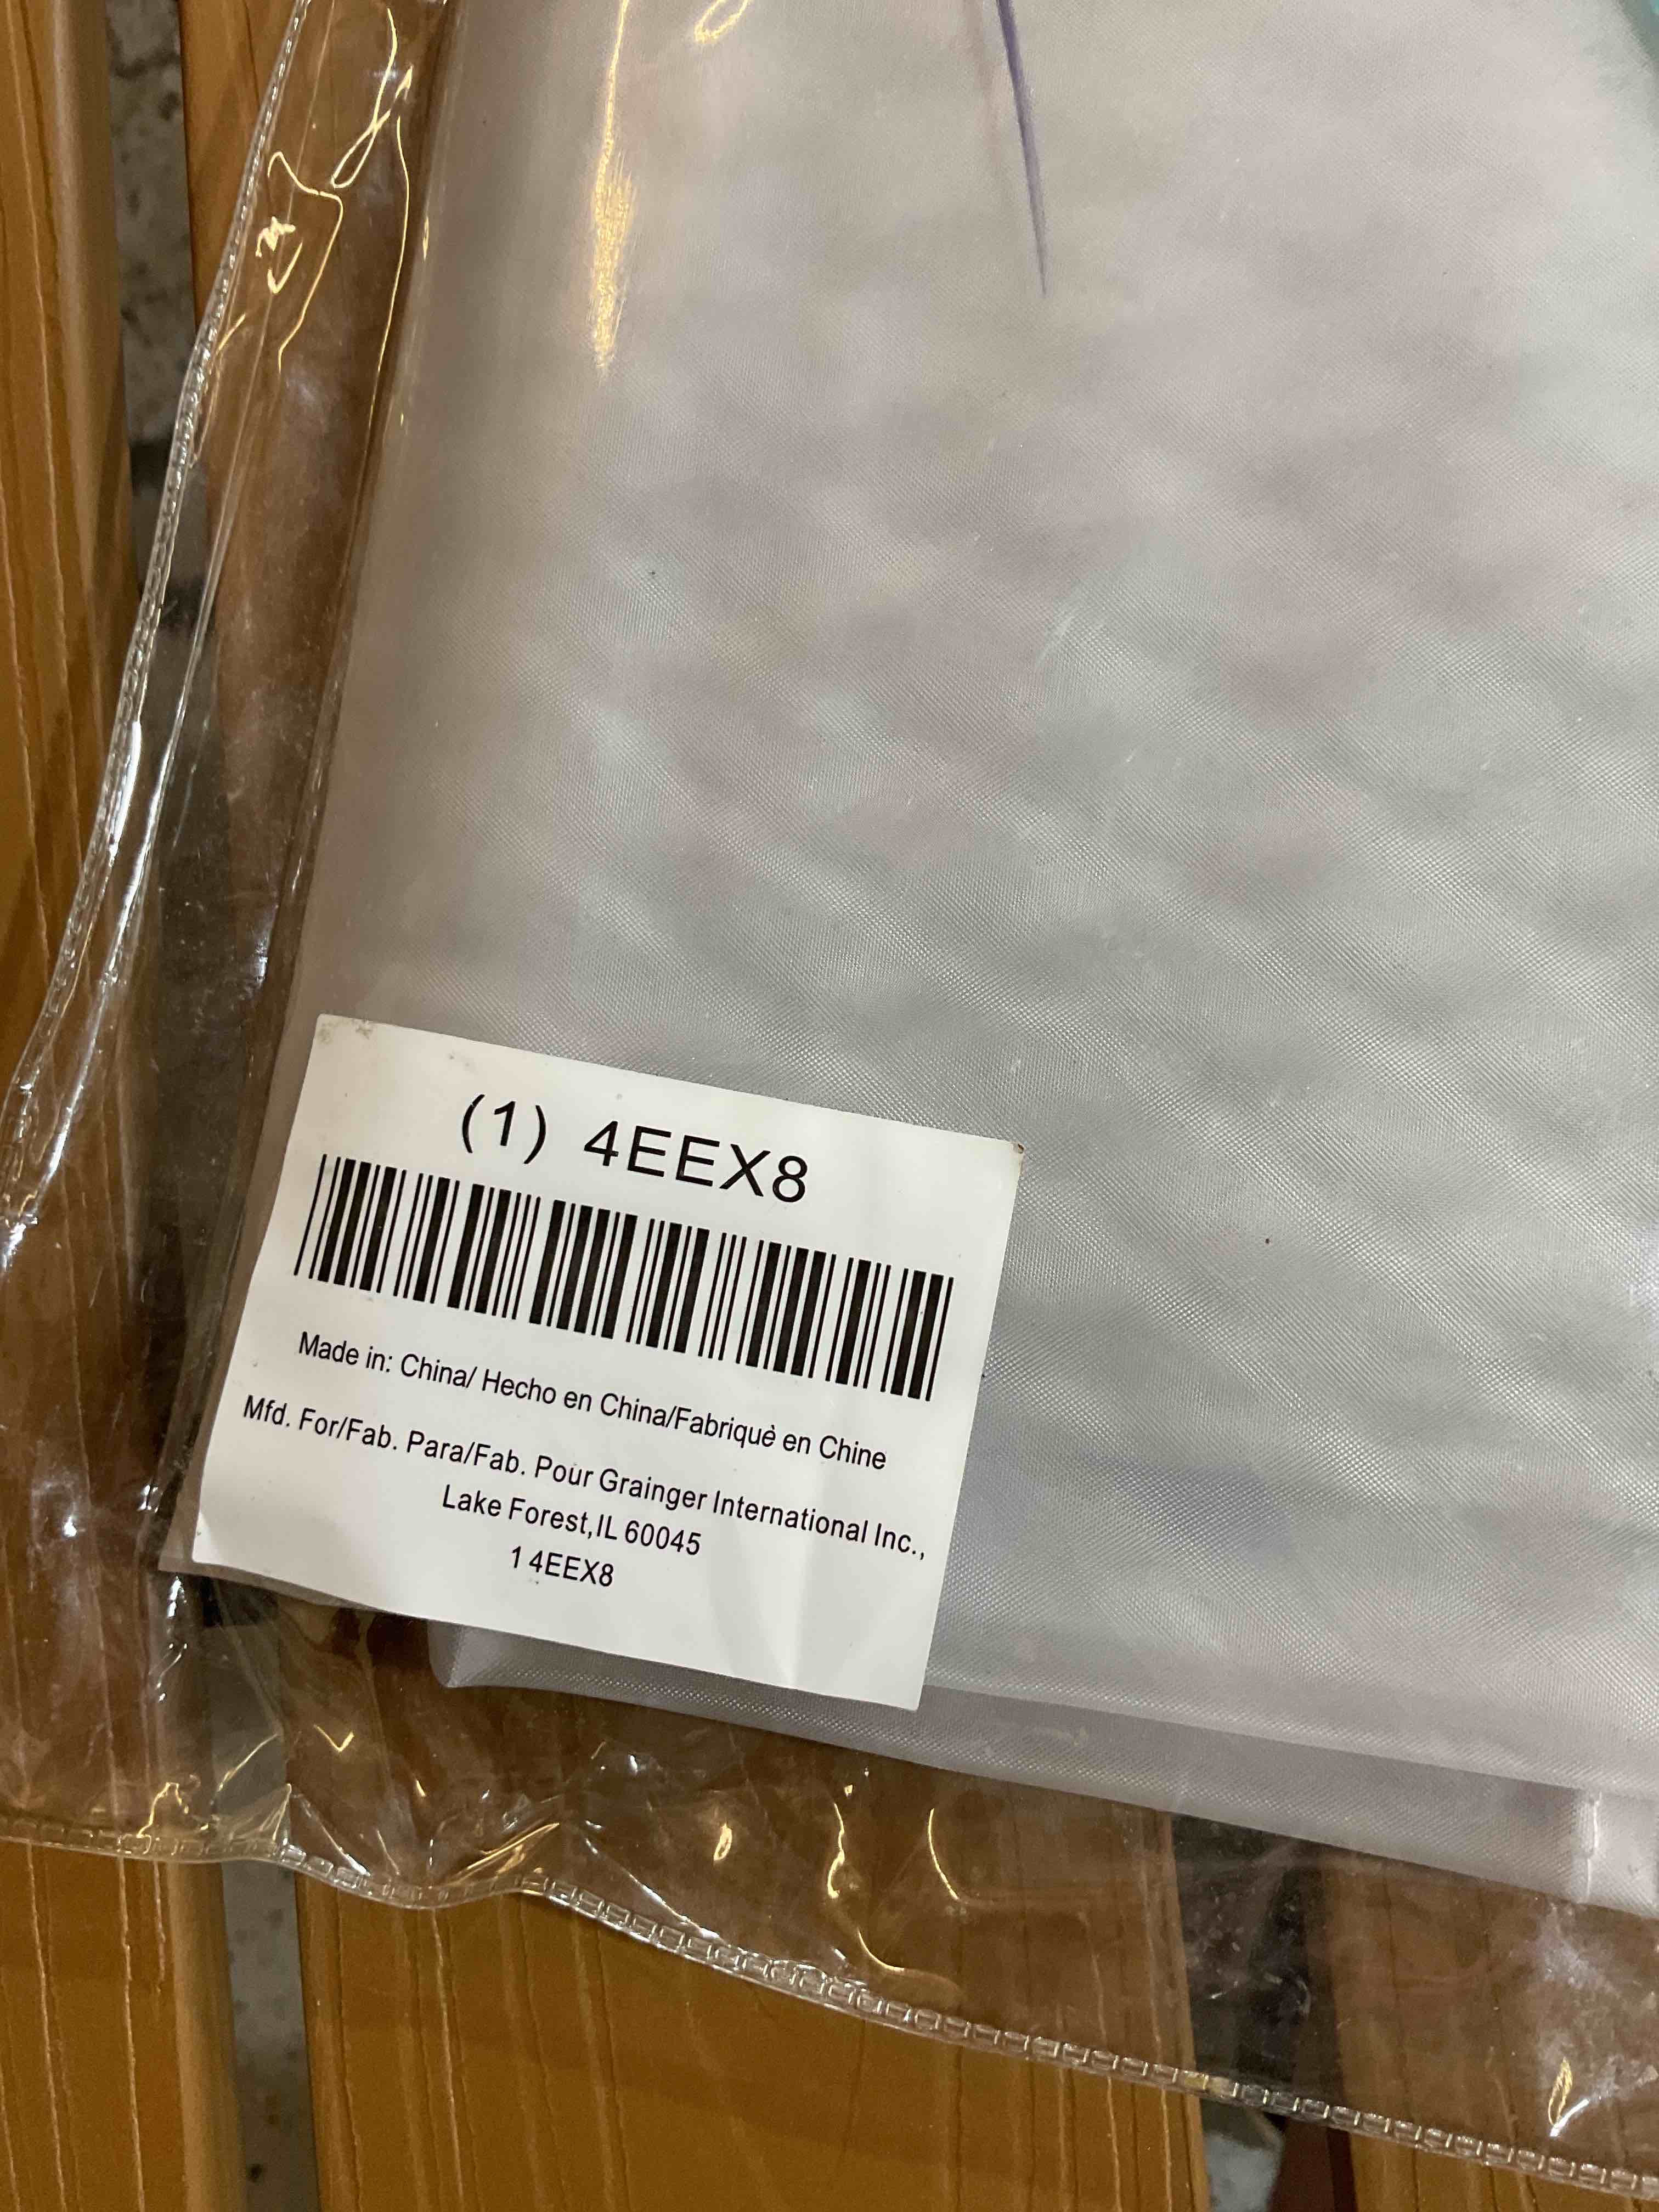 (1) 4EEX8
Made in: China/ Hecho en China/Fabriquè en Chine
Mfd. For/Fab. Para/Fab. Pour Grainger International Inc.,
Lake Forest,IL 60045
1 4EEX8